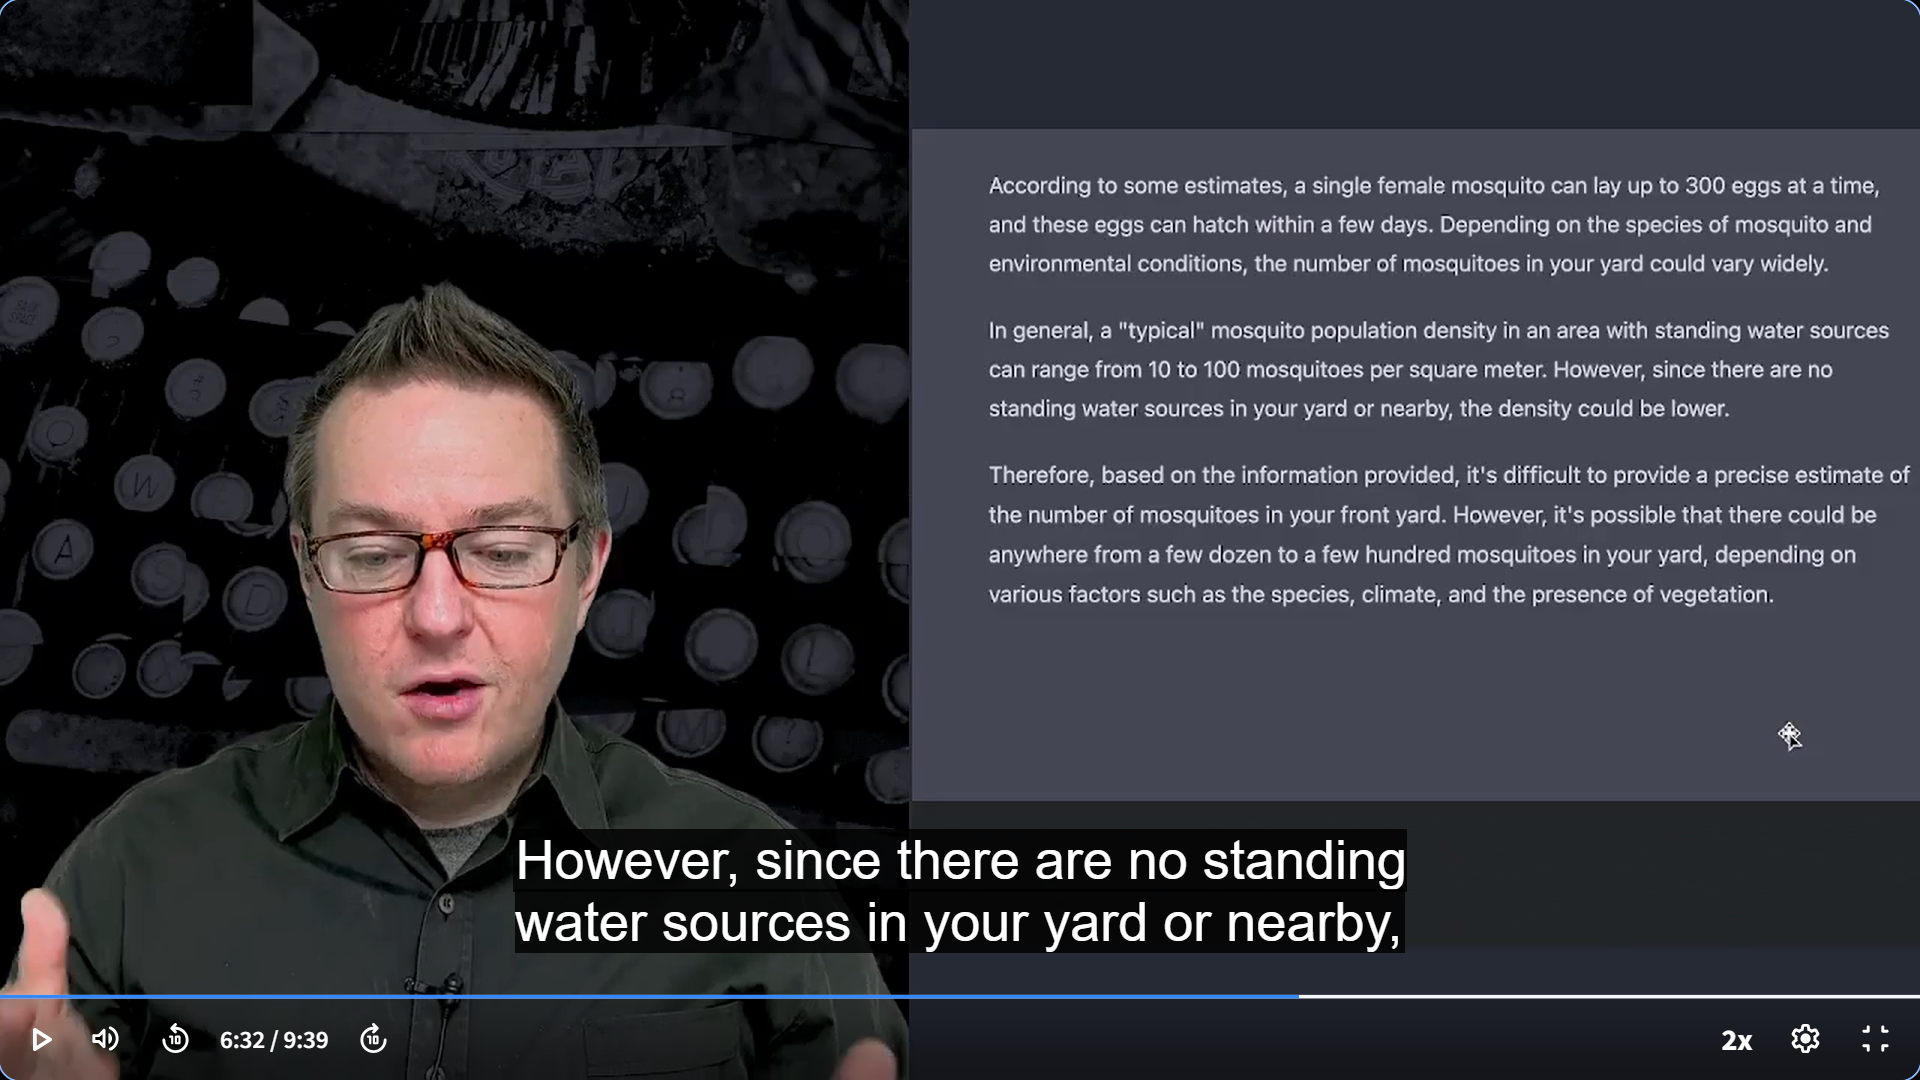 According to some estimates, a single female mosquito can lay up to 300 eggs at a time,
and these eggs can hatch within a few days. Depending on the species of mosquito and
environmental conditions, the number of mosquitoes in your yard could vary widely.
In general, a "typical" mosquito population density in an area with standing water sources
can range from 10 to 100 mosquitoes per square meter. However, since there are no
standing water sources in your yard or nearby, the density could be lower.
Therefore, based on the information provided, it's difficult to provide a precise estimate of
the number of mosquitoes in your front yard. However, it's possible that there could be
anywhere from a few dozen to a few hundred mosquitoes in your yard, depending on
various factors such as the species, climate, and the presence of vegetation.
O
W
A
S
D
L
M
However, since there are no standing
water sources in your yard or nearby,
10
6:32 / 9:39
10
2x